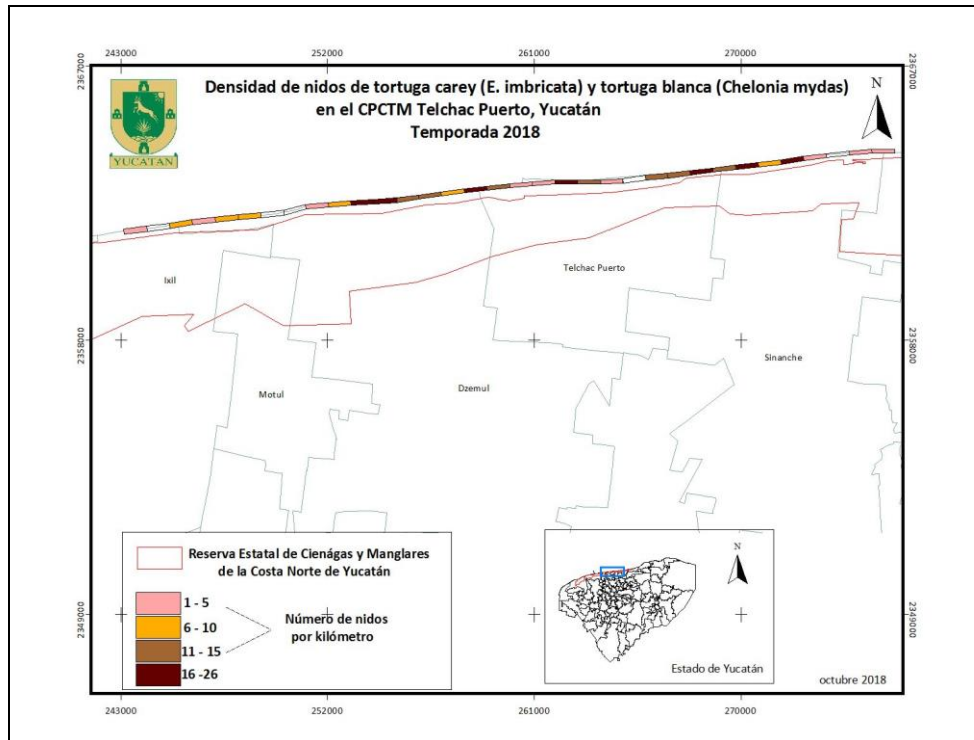 243000
252000
261000
270000
2367000
2367000
Densidad de nidos de tortuga carey (E. imbricata) y tortuga blanca (Chelonia mydas)
en el CPCTM Telchac Puerto, Yucatán
Temporada 2018
N
YUCATAN
Telchac Puerto
Ixil
2358000
2358000
Sinanche
Dzemul
Motul
Reserva Estatal de Cienágas y Manglares
de la Costa Norte de Yucatán
1 - 5
6 - 10
11 - 15
16 -26
Número de nidos
por kilómetro
N
Estado de Yucatán
2349000
2349000
octubre 2018
243000
252000
261000
270000